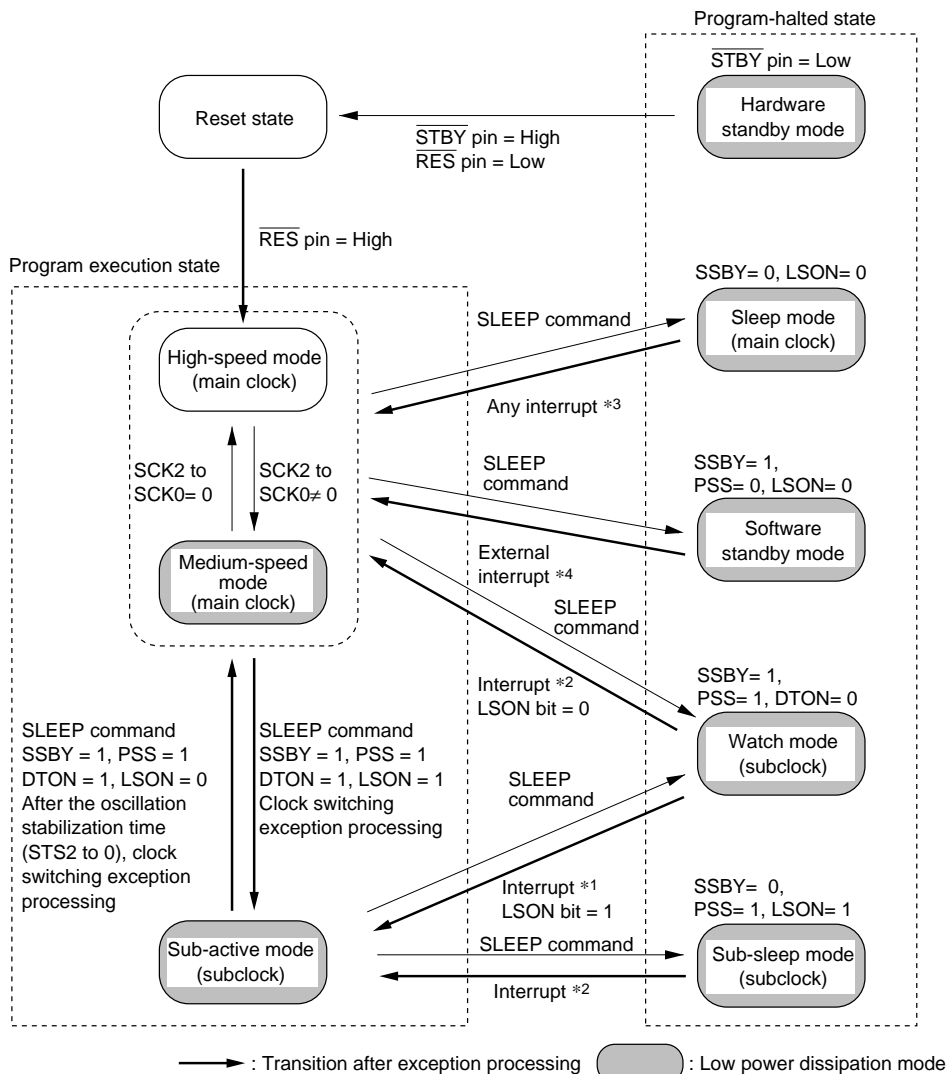 Program-halted state
STBY pin = Low
Hardware
standby mode
Reset state
STBY pin = High
RES pin = Low
RES pin = High
Program execution state
SSBY= 0, LSON= 0
Sleep mode
(main clock)
SLEEP command
Any interrupt *3
High-speed mode
(main clock)
SCK2 to
SCK0= 0
SCK2 to
SCK0≠ 0
Medium-speed
mode
(main clock)
SLEEP
command
SSBY= 1,
PSS= 0, LSON= 0
Software
standby mode
External
interrupt *4
SLEEP
command
Interrupt *2
LSON bit = 0
SSBY= 1,
PSS= 1, DTON= 0
Watch mode
(subclock)
SLEEP command
SSBY = 1, PSS = 1
DTON = 1, LSON = 0
After the oscillation
stabilization time
(STS2 to 0), clock
switching exception
processing
SLEEP command
SSBY = 1, PSS = 1
DTON = 1, LSON = 1
Clock switching
exception processing
SLEEP
command
Interrupt *1
LSON bit = 1
SSBY= 0,
PSS= 1, LSON= 1
Sub-active mode
(subclock)
SLEEP command
Sub-sleep mode
(subclock)
Interrupt *2
: Transition after exception processing
: Low power dissipation mode